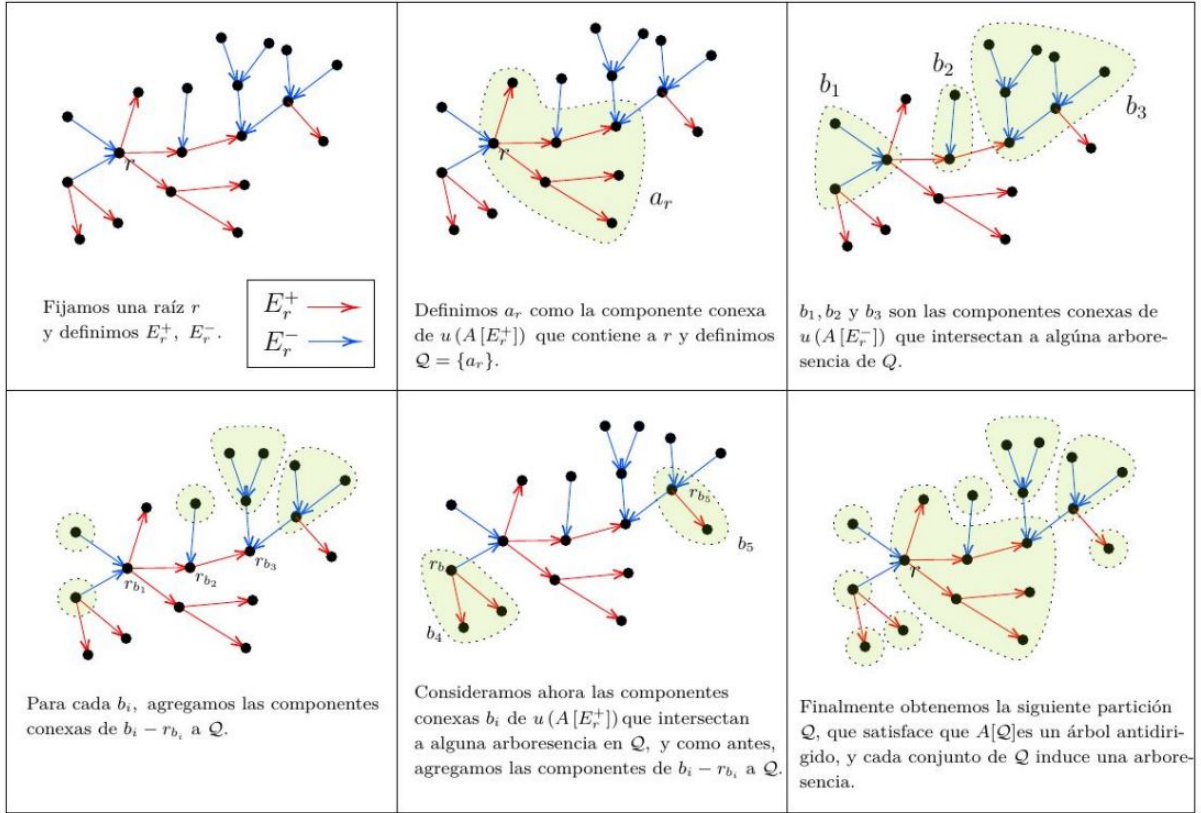 r
Fijamos una raíz r
y definimos E_r^+, E_r^-.
E_r^+
E_r^-
r
a_r
Definimos a_r como la componente conexa
de u (A [E_r^+]) que contiene a r y definimos
Q = {a_r}.
b_1
b_2
b_3
b_1, b_2 y b_3 son las componentes conexas de
u (A [E_r^-]) que intersectan a algúna arbore-
sencia de Q.
r_{b_1}
r_{b_2}
r_{b_3}
Para cada b_i, agregamos las componentes
conexas de b_i − r_{b_i} a Q.
r_b
r_{b_5}
b_4
b_5
Consideramos ahora las componentes
conexas b_i de u (A [E_r^+]) que intersectan
a alguna arboresencia en Q, y como antes,
agregamos las componentes de b_i − r_{b_i} a Q.
r
Finalmente obtenemos la siguiente partición
Q, que satisface que A[Q]es un árbol antidiri-
gido, y cada conjunto de Q induce una arbore-
sencia.